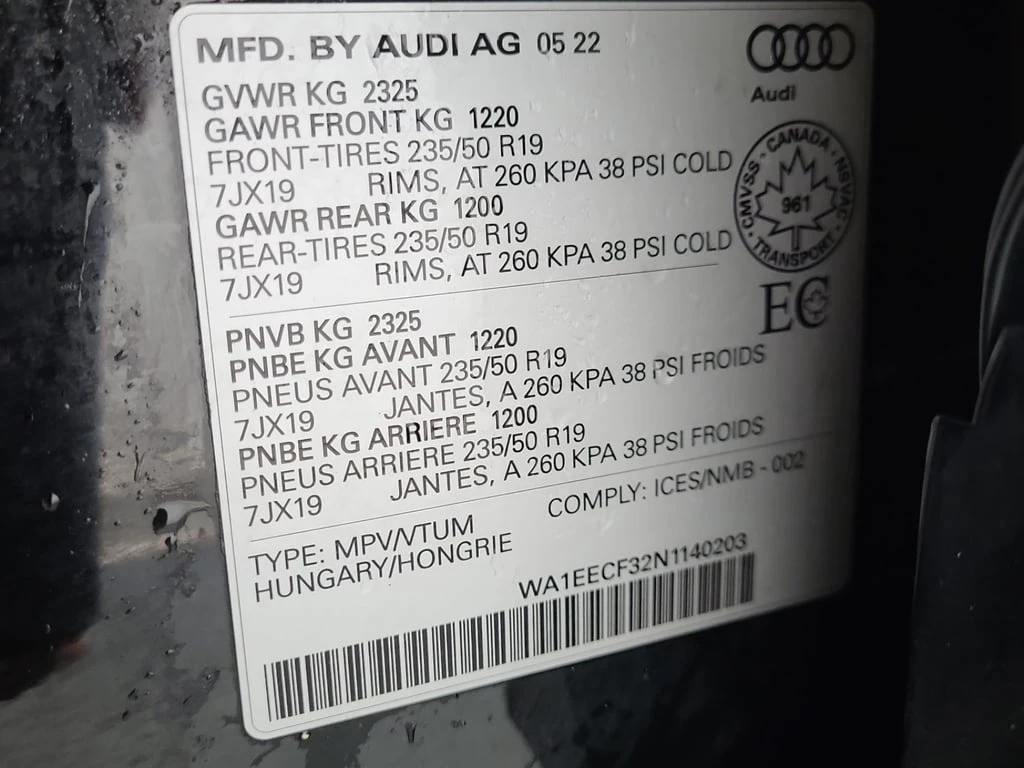 MFD. BY AUDI AG 05 22
Audi
GVWR KG 2325
GAWR FRONT KG 1220
FRONT-TIRES 235/50 R19
7JX19 RIMS, AT 260 KPA 38 PSI COLD
GAWR REAR KG 1200
REAR-TIRES 235/50 R19
7JX19 RIMS, AT 260 KPA 38 PSI COLD
CANADA · NSVAC · TRANSPORT · CMVSS ·
961
EC
PNVB KG 2325
PNBE KG AVANT 1220
PNEUS AVANT 235/50 R19
7JX19 JANTES, A 260 KPA 38 PSI FROIDS
PNBE KG ARRIERE 1200
PNEUS ARRIERE 235/50 R19
7JX19 JANTES, A 260 KPA 38 PSI FROIDS
TYPE: MPV/VTUM COMPLY: ICES/NMB - 002
HUNGARY/HONGRIE
WA1EECF32N1140203